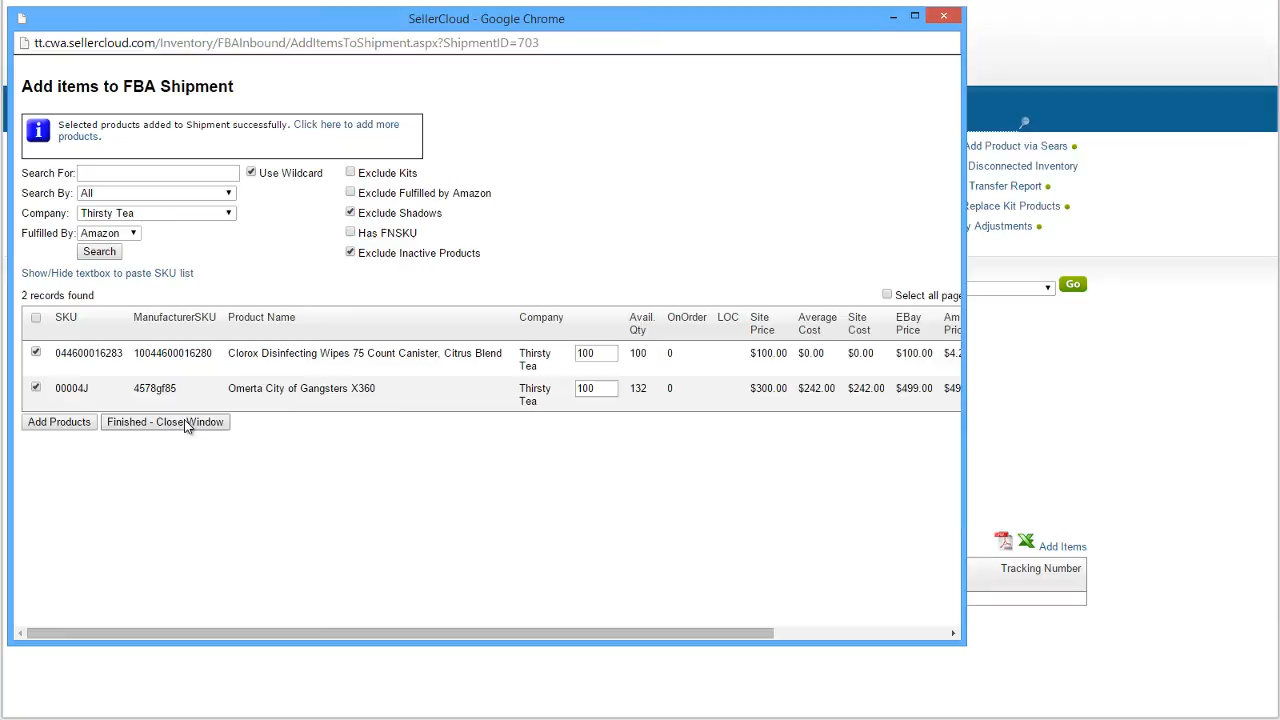 SellerCloud - Google Chrome
tt.cwa.sellercloud.com/Inventory/FBAInbound/AddItemsToShipment.aspx?ShipmentID=703
Add items to FBA Shipment
Selected products added to Shipment successfully. Click here to add more
products.
Search For: Use Wildcard Exclude Kits
Search By: All Exclude Fulfilled by Amazon
Company: Thirsty Tea Exclude Shadows
Fulfilled By: Amazon Has FNSKU
Search Exclude Inactive Products
Show/Hide textbox to paste SKU list
2 records found Select all page
SKU ManufacturerSKU Product Name Company Avail. Qty OnOrder LOC Site Price Average Cost Site Cost EBay Price
044600016283 10044600016280 Clorox Disinfecting Wipes 75 Count Canister, Citrus Blend Thirsty Tea 100 100 0 $100.00 $0.00 $0.00 $100.00
00004J 4578gf85 Omerta City of Gangsters X360 Thirsty Tea 100 132 0 $300.00 $242.00 $242.00 $499.00
Add Products Finished - Close Window
Add Product via Sears
Disconnected Inventory
Transfer Report
Replace Kit Products
Adjustments
Go
Add Items
Tracking Number